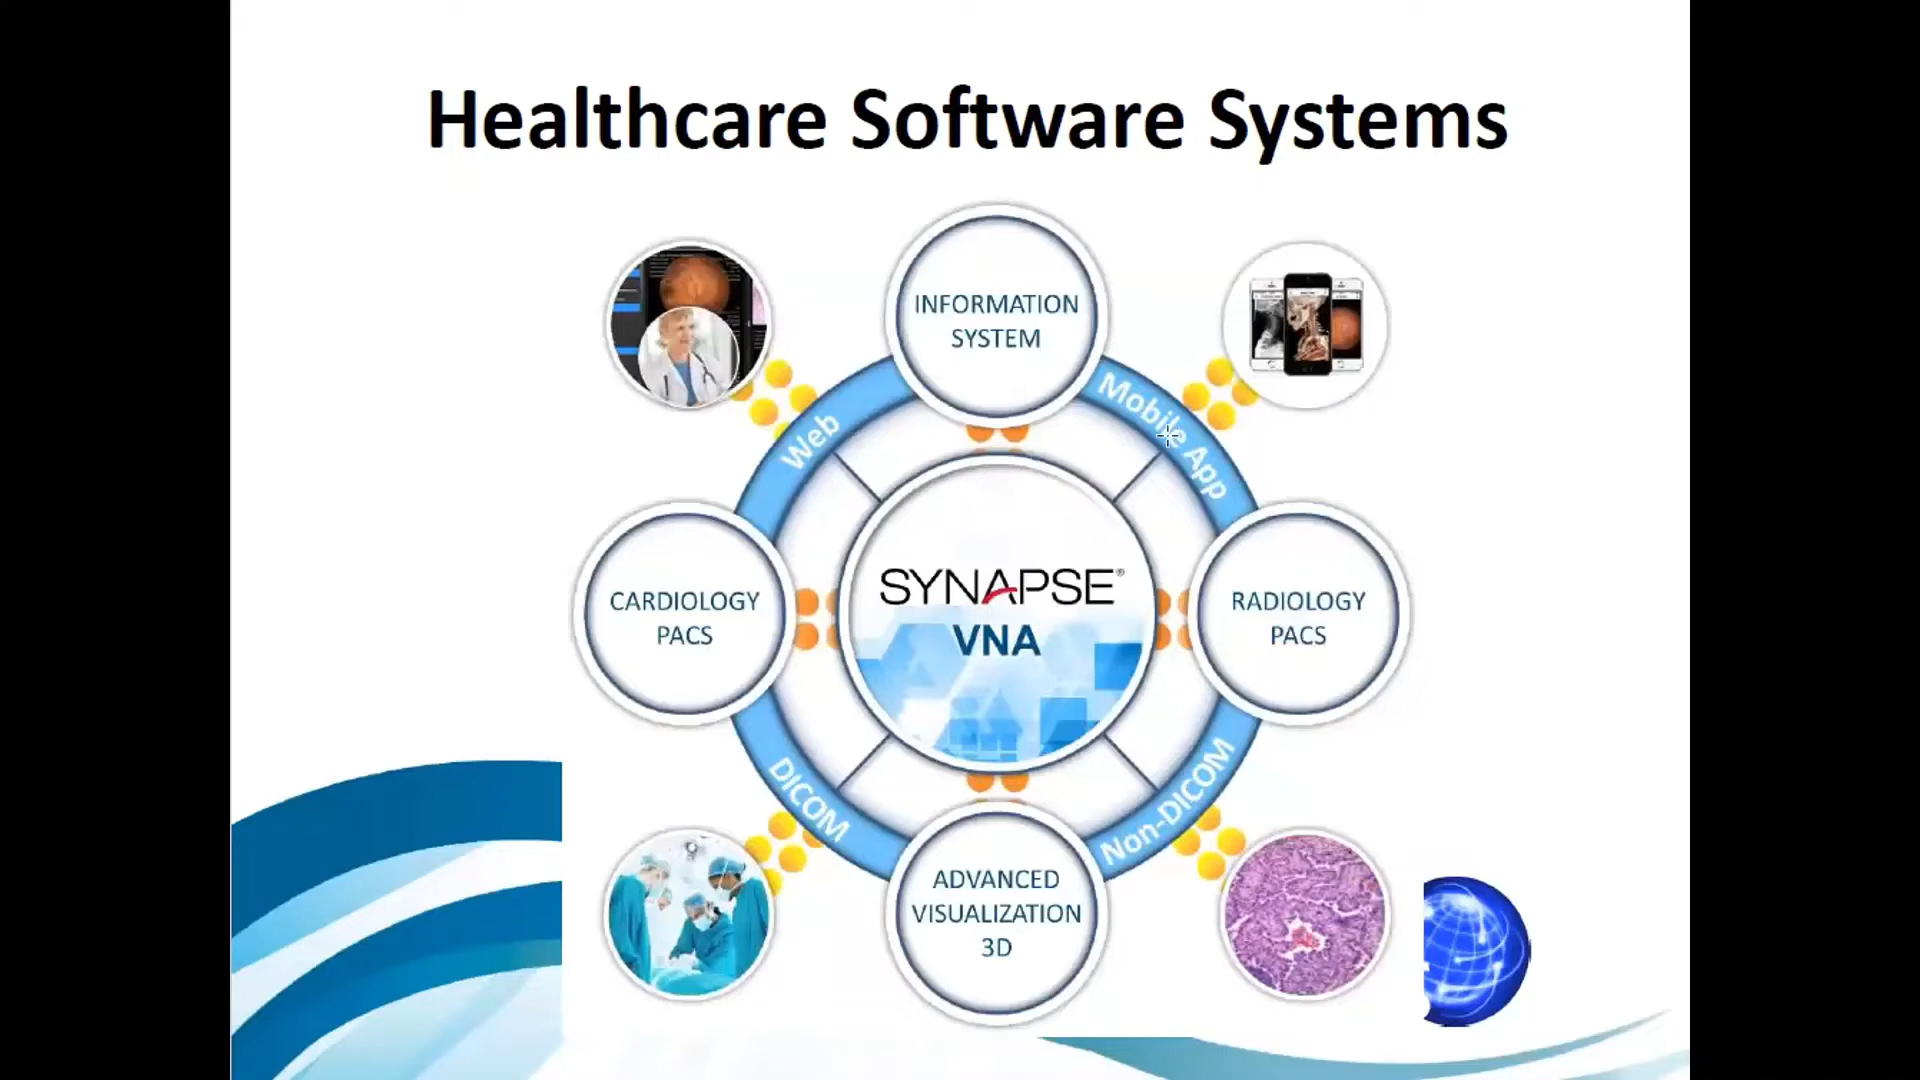 Healthcare Software Systems
INFORMATION
SYSTEM
Web
Mobile App
CARDIOLOGY
PACS
SYNAPSE®
VNA
RADIOLOGY
PACS
DICOM
Non-DICOM
ADVANCED
VISUALIZATION
3D